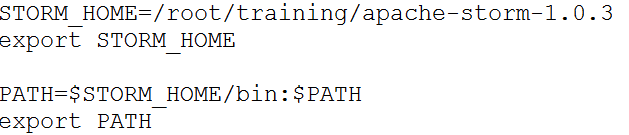 STORM_HOME=/root/training/apache-storm-1.0.3
export STORM_HOME
PATH=$STORM_HOME/bin:$PATH
export PATH